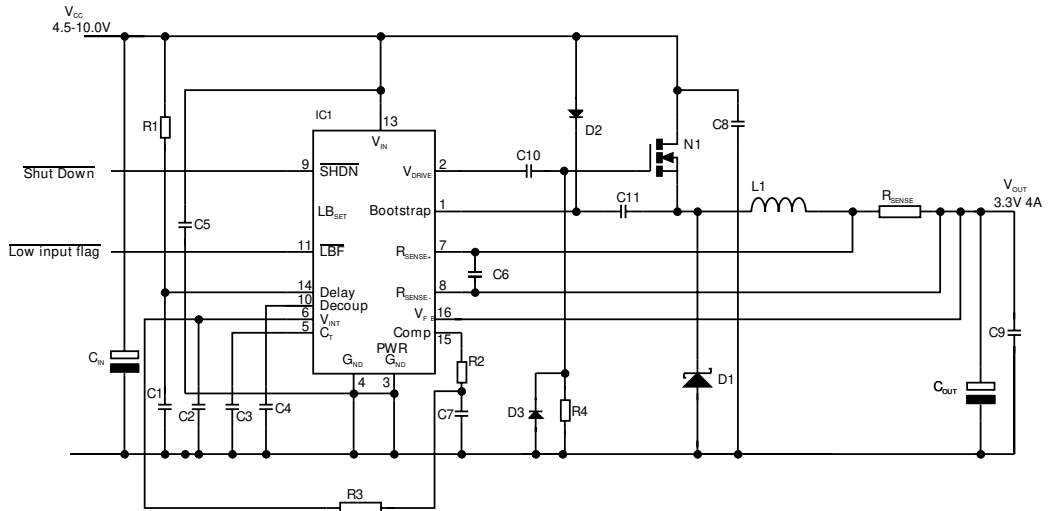 VCC
4.5-10.0V
IC1
R1
13
VIN
D2
C8
N1
Shut Down
9
SHDN
VDRIVE
2
C10
LBSET
Bootstrap
1
C11
L1
RSENSE
VOUT
3.3V 4A
C5
Low input flag
11
LBF
RSENSE+
7
C6
RSENSE-
8
14
Delay
10
Decoup
6
VINT
5
CT
VFB
16
Comp
15
PWR
GND
GND
4
3
R2
CIN
C1
C2
C3
C4
C7
D3
R4
D1
COUT
C9
R3